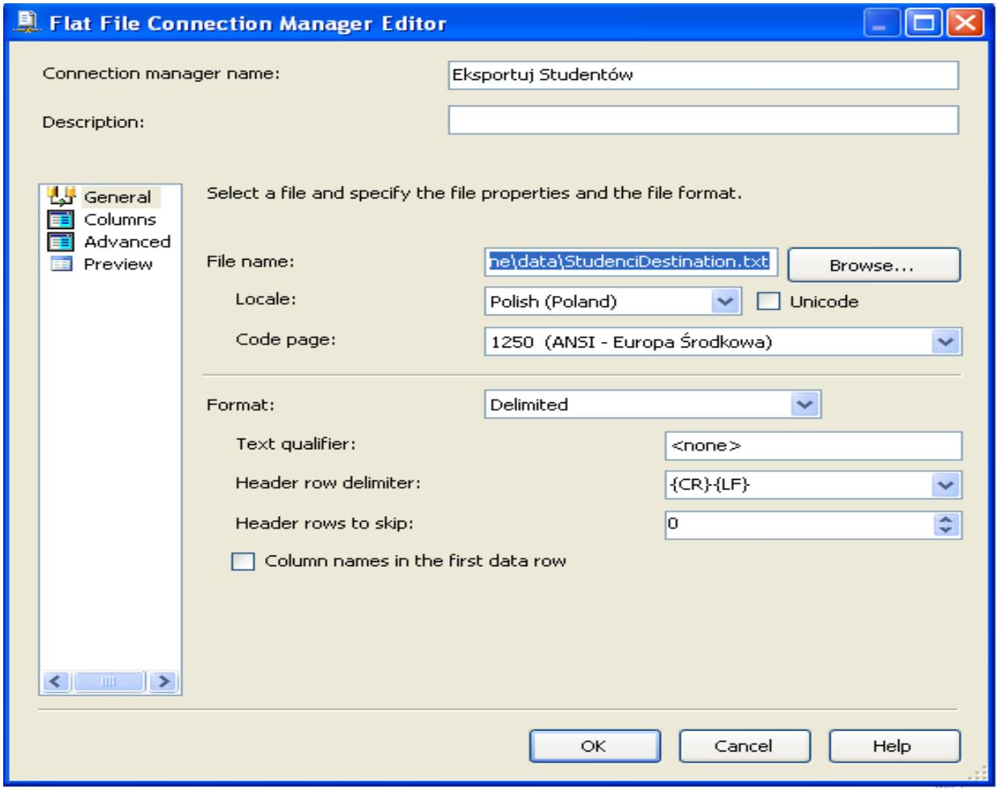 Flat File Connection Manager Editor
Connection manager name: Eksportuj Studentów
Description:
General
Columns
Advanced
Preview
Select a file and specify the file properties and the file format.
File name: ne\data\StudenciDestination.txt Browse...
Locale: Polish (Poland) Unicode
Code page: 1250 (ANSI - Europa Środkowa)
Format: Delimited
Text qualifier: <none>
Header row delimiter: {CR}{LF}
Header rows to skip: 0
Column names in the first data row
OK Cancel Help